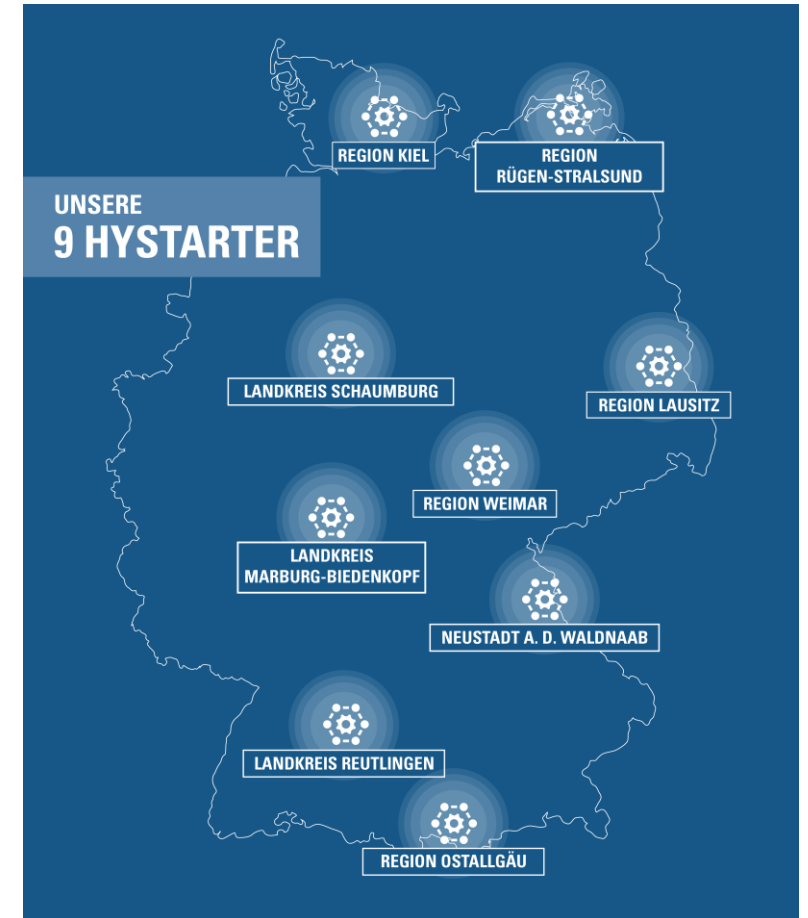 REGION KIEL
REGION
RÜGEN-STRALSUND
UNSERE
9 HYSTARTER
LANDKREIS SCHAUMBURG
REGION LAUSITZ
REGION WEIMAR
LANDKREIS
MARBURG-BIEDENKOPF
NEUSTADT A. D. WALDNAAB
LANDKREIS REUTLINGEN
REGION OSTALLGÄU